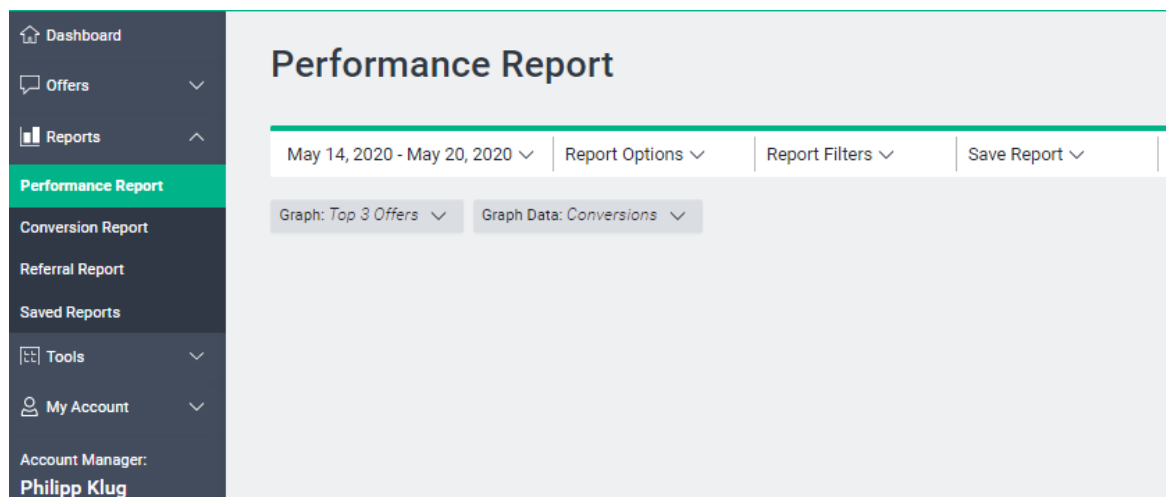 Dashboard
Offers
Reports
Performance Report
Conversion Report
Referral Report
Saved Reports
Tools
My Account
Account Manager:
Philipp Klug
Performance Report
May 14, 2020 - May 20, 2020
Report Options
Report Filters
Save Report
Graph: Top 3 Offers
Graph Data: Conversions